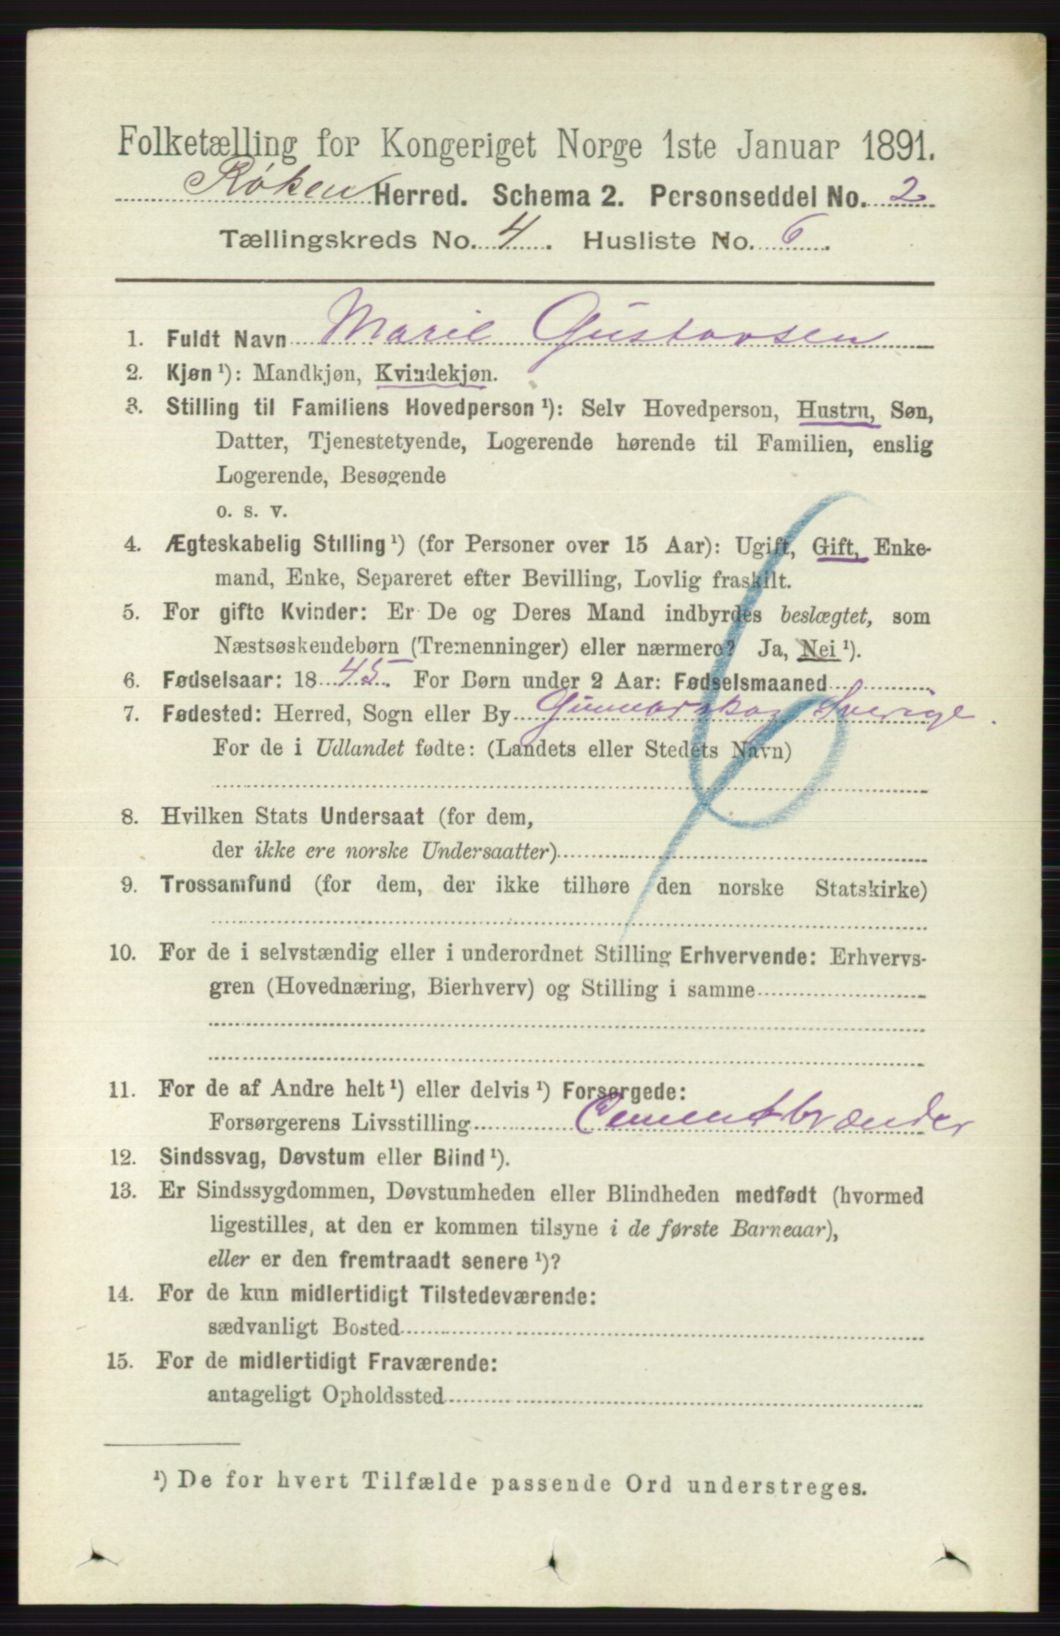 Folketælling for Kongeriget Norge 1ste Januar 1891.
Røken Herred. Schema 2. Personseddel No. 2
Tællingskreds No. 4. Husliste No. 6.
1. Fuldt Navn Marie Gustavsen
2. Kjøn¹): Mandkjøn, Kvindekjøn.
3. Stilling til Familiens Hovedperson¹): Selv Hovedperson, Hustru, Søn,
Datter, Tjenestetyende, Logerende hørende til Familien, enslig
Logerende, Besøgende
o. s. v.
4. Ægteskabelig Stilling¹) (for Personer over 15 Aar): Ugift, Gift, Enke-
mand, Enke, Separeret efter Bevilling, Lovlig fraskilt.
5. For gifte Kvinder: Er De og Deres Mand indbyrdes beslægtet, som
Næstsøskendebørn (Tremenninger) eller nærmere? Ja, Nei¹).
6. Fødselsaar: 1845. For Børn under 2 Aar: Fødselsmaaned
7. Fødested: Herred, Sogn eller By Gunnarskog Sverige.
For de i Udlandet fødte: (Landets eller Stedets Navn)
8. Hvilken Stats Undersaat (for dem,
der ikke ere norske Undersaatter)
9. Trossamfund (for dem, der ikke tilhøre den norske Statskirke)
10. For de i selvstændig eller i underordnet Stilling Erhvervende: Erhvervs-
gren (Hovednæring, Bierhverv) og Stilling i samme
11. For de af Andre helt¹) eller delvis¹) Forsørgede:
Forsørgerens Livsstilling Cementbrænder
12. Sindssvag, Døvstum eller Blind¹).
13. Er Sindssygdommen, Døvstumheden eller Blindheden medfødt (hvormed
ligestilles, at den er kommen tilsyne i de første Barneaar),
eller er den fremtraadt senere¹)?
14. For de kun midlertidigt Tilstedeværende:
sædvanligt Bosted
15. For de midlertidigt Fraværende:
antageligt Opholdssted
¹) De for hvert Tilfælde passende Ord understreges.